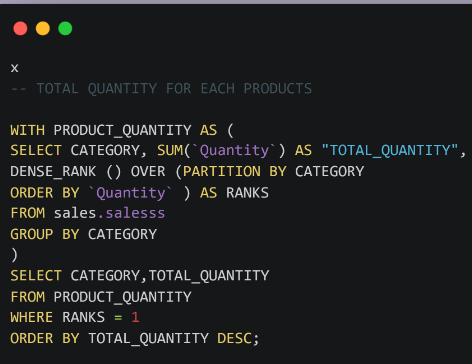 x
-- TOTAL QUANTITY FOR EACH PRODUCTS
WITH PRODUCT_QUANTITY AS (
SELECT CATEGORY, SUM(`Quantity`) AS "TOTAL_QUANTITY",
DENSE_RANK () OVER (PARTITION BY CATEGORY
ORDER BY `Quantity` ) AS RANKS
FROM sales.salesss
GROUP BY CATEGORY
)
SELECT CATEGORY,TOTAL_QUANTITY
FROM PRODUCT_QUANTITY
WHERE RANKS = 1
ORDER BY TOTAL_QUANTITY DESC;